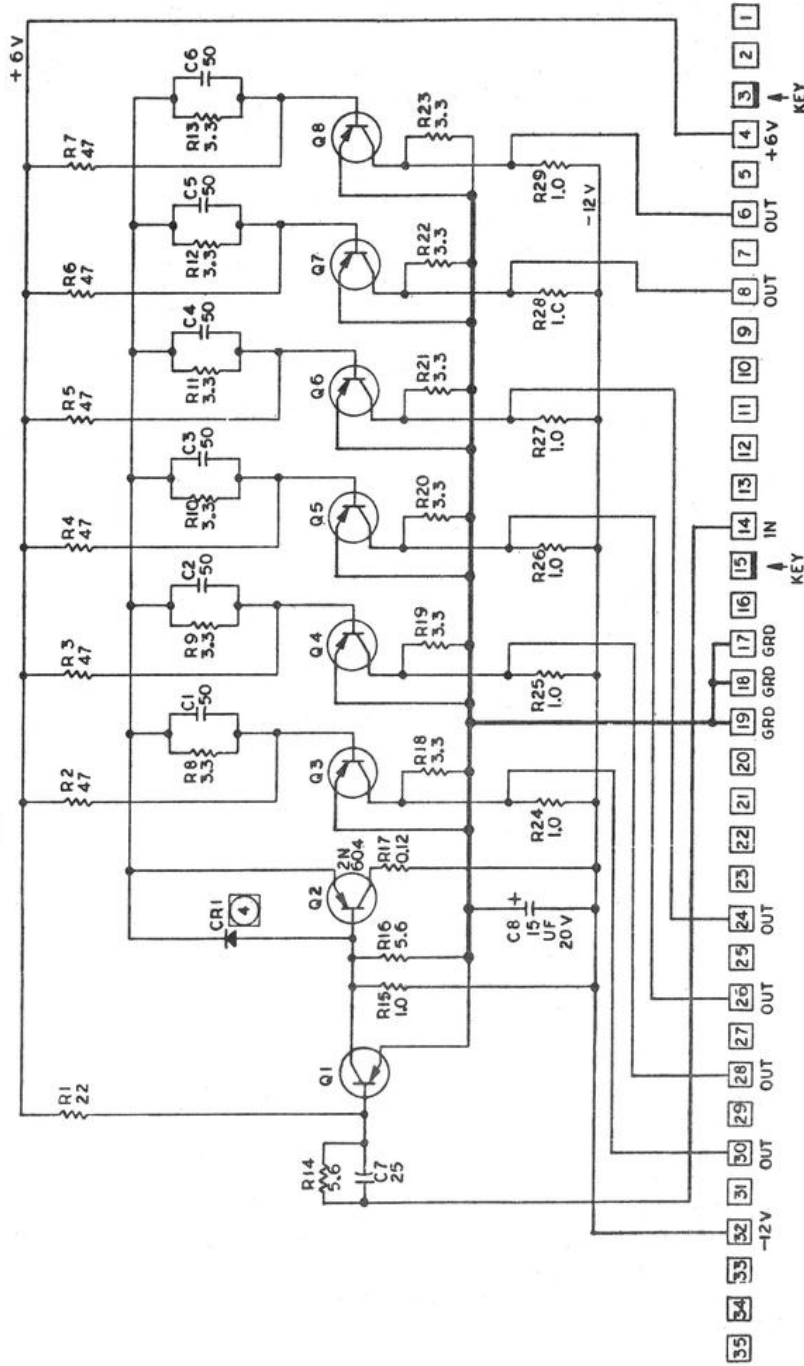 +6V
R1
22
R2
47
R3
47
R4
47
R5
47
R6
47
R7
47
CR1
4
R8
3.3
C1
50
R9
3.3
C2
50
R10
3.3
C3
50
R11
3.3
C4
50
R12
3.3
C5
50
R13
3.3
C6
50
R14
5.6
C7
25
Q1
Q2
2N
604
Q3
Q4
Q5
Q6
Q7
Q8
R15
1.0
R16
5.6
R17
0.12
R18
3.3
R19
3.3
R20
3.3
R21
3.3
R22
3.3
R23
3.3
C8
+
15
UF
20V
R24
1.0
R25
1.0
R26
1.0
R27
1.0
R28
1.C
R29
1.0
-12V
35
34
33
32
-12V
31
30
OUT
29
28
OUT
27
26
OUT
25
24
OUT
23
22
21
20
19
GRD
18
GRD
17
GRD
16
15
KEY
14
IN
13
12
11
10
9
8
OUT
7
6
OUT
5
4
+6V
3
KEY
2
1